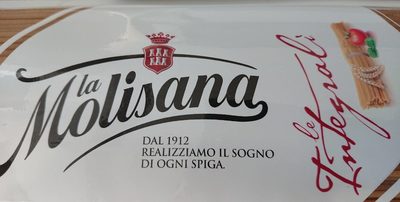 la
Molisana
DAL 1912
REALIZZIAMO IL SOGNO
DI OGNI SPIGA.
le
Integrali